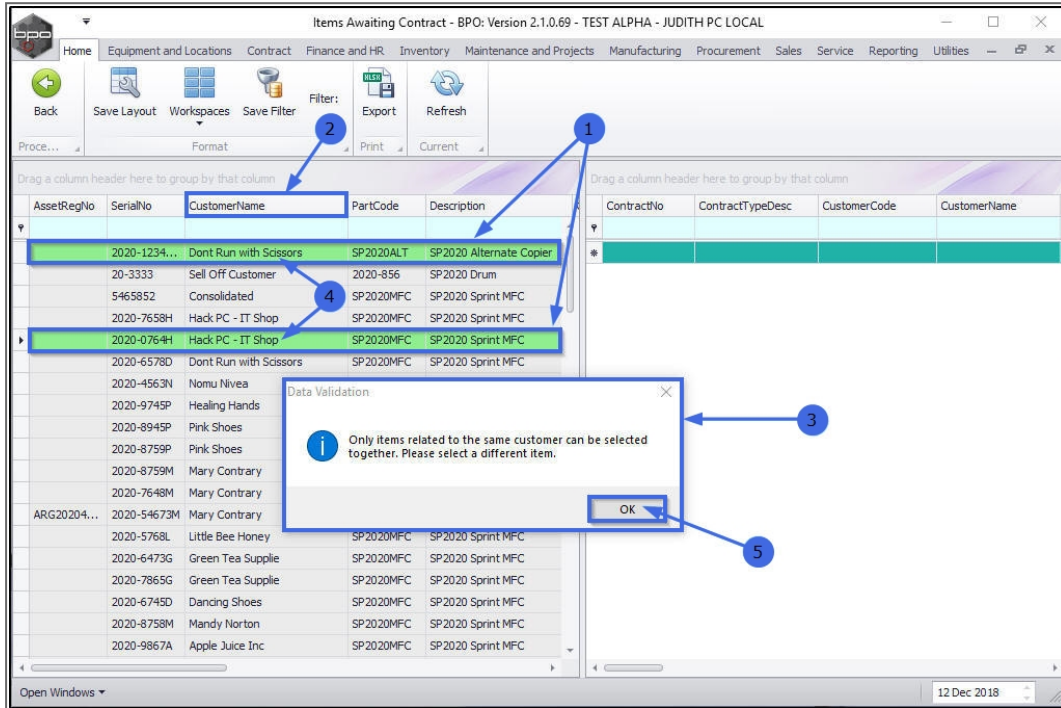 Items Awaiting Contract - BPO: Version 2.1.0.69 - TEST ALPHA - JUDITH PC LOCAL
bpo
Home Equipment and Locations Contract Finance and HR Inventory Maintenance and Projects Manufacturing Procurement Sales Service Reporting Utilities
Back Save Layout Workspaces Save Filter Filter: Export Refresh
XLSX
Proce... Format Print Current
2
1
Drag a column header here to group by that column
AssetRegNo SerialNo CustomerName PartCode Description
2020-1234... Dont Run with Scissors SP2020ALT SP2020 Alternate Copier
20-3333 Sell Off Customer 2020-856 SP2020 Drum
5465852 Consolidated SP2020MFC SP2020 Sprint MFC
4
2020-7658H Hack PC - IT Shop SP2020MFC SP2020 Sprint MFC
2020-0764H Hack PC - IT Shop SP2020MFC SP2020 Sprint MFC
2020-6578D Dont Run with Scissors SP2020MFC SP2020 Sprint MFC
2020-4563N Nomu Nivea
2020-9745P Healing Hands
2020-8945P Pink Shoes
2020-8759P Pink Shoes
2020-8759M Mary Contrary
2020-7648M Mary Contrary
ARG20204... 2020-54673M Mary Contrary
2020-5768L Little Bee Honey SP2020MFC SP2020 Sprint MFC
2020-6473G Green Tea Supplie SP2020MFC SP2020 Sprint MFC
2020-7865G Green Tea Supplie SP2020MFC SP2020 Sprint MFC
2020-6745D Dancing Shoes SP2020MFC SP2020 Sprint MFC
2020-8758M Mandy Norton SP2020MFC SP2020 Sprint MFC
2020-9867A Apple Juice Inc SP2020MFC SP2020 Sprint MFC
Drag a column header here to group by that column
ContractNo ContractTypeDesc CustomerCode CustomerName
Data Validation
Only items related to the same customer can be selected
together. Please select a different item.
OK
3
5
Open Windows
12 Dec 2018